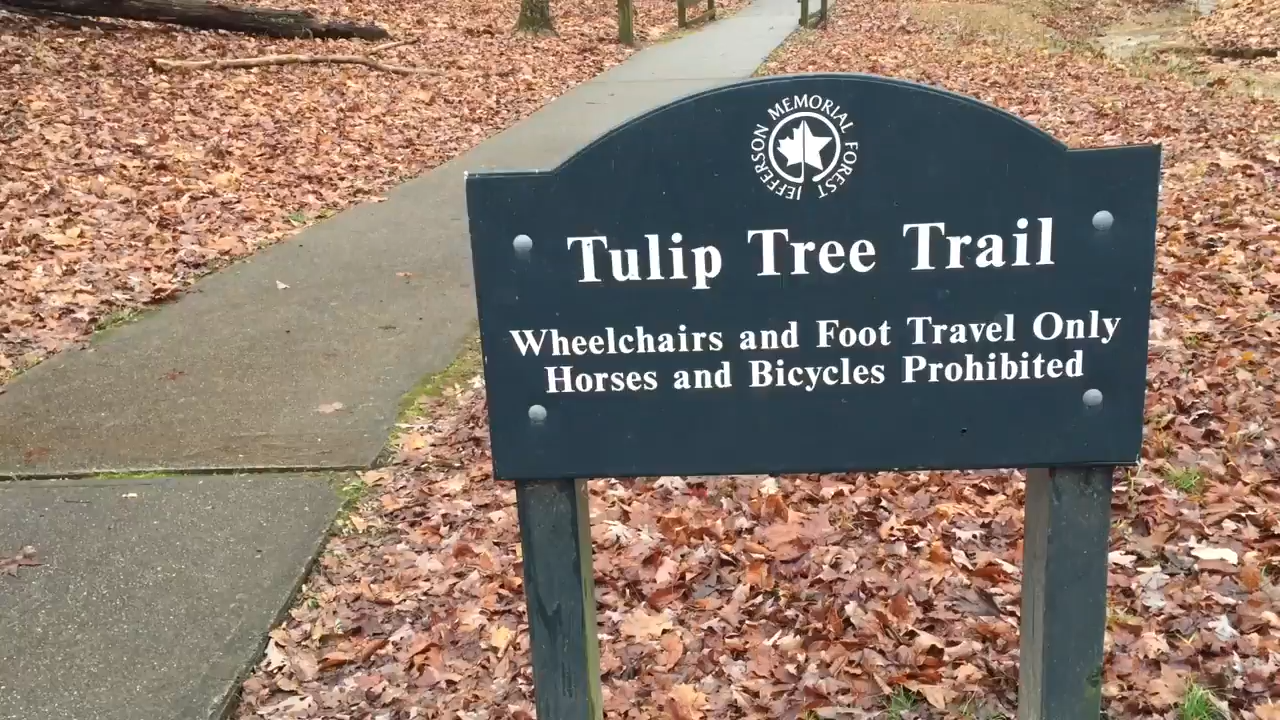 JEFFERSON MEMORIAL FOREST
Tulip Tree Trail
Wheelchairs and Foot Travel Only
Horses and Bicycles Prohibited